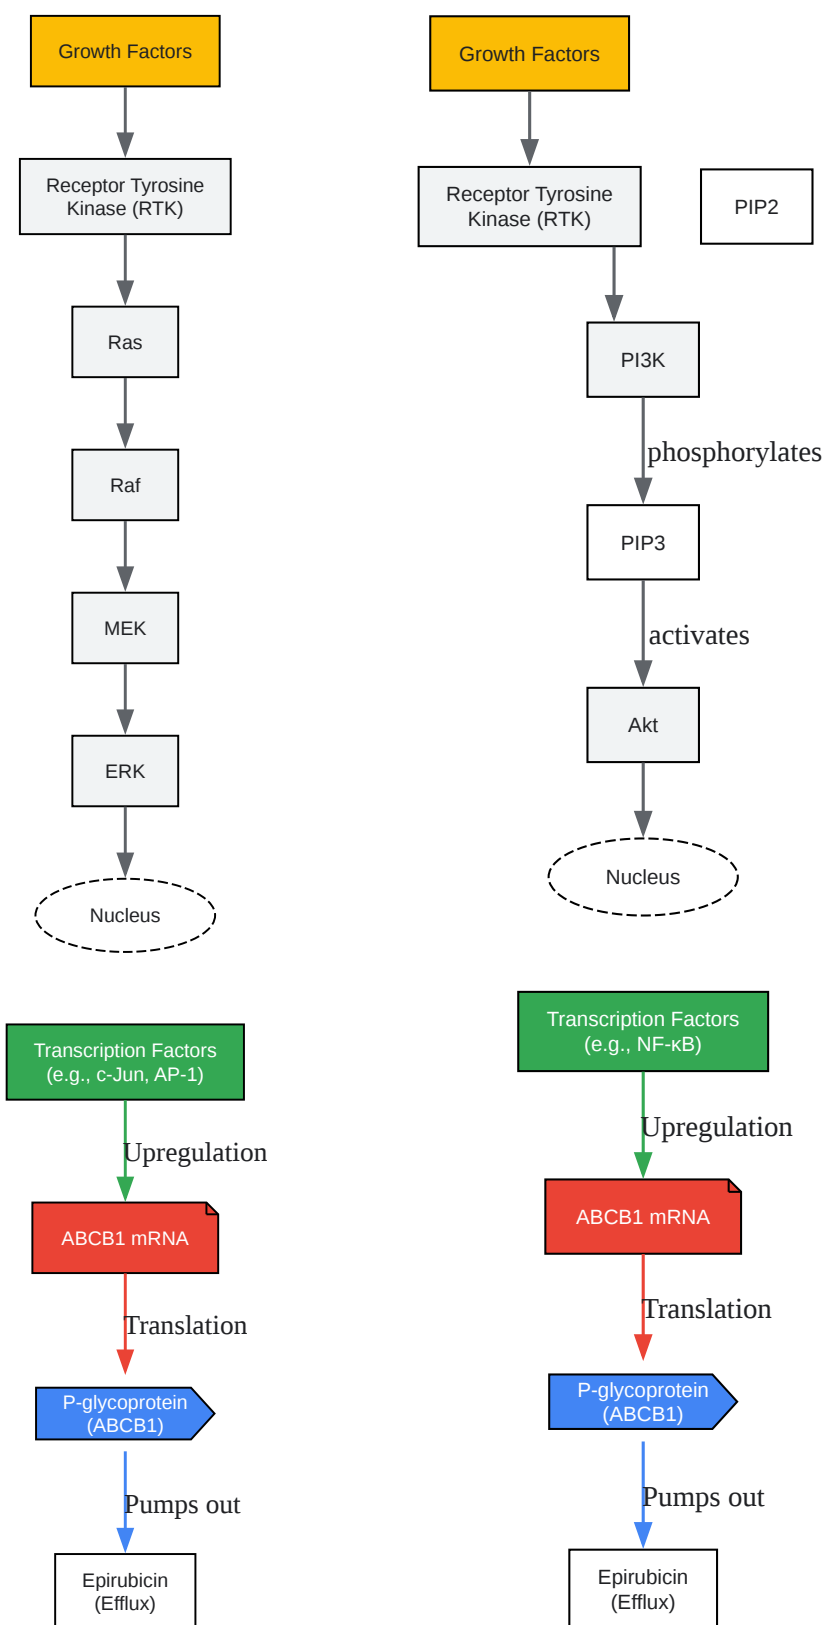 Growth Factors
Receptor Tyrosine
Kinase (RTK)
Ras
Raf
MEK
ERK
Nucleus
Transcription Factors
(e.g., c-Jun, AP-1)
Upregulation
ABCB1 mRNA
Translation
P-glycoprotein
(ABCB1)
Pumps out
Epirubicin
(Efflux)
Growth Factors
Receptor Tyrosine
Kinase (RTK)
PIP2
PI3K
phosphorylates
PIP3
activates
Akt
Nucleus
Transcription Factors
(e.g., NF-κB)
Upregulation
ABCB1 mRNA
Translation
P-glycoprotein
(ABCB1)
Pumps out
Epirubicin
(Efflux)